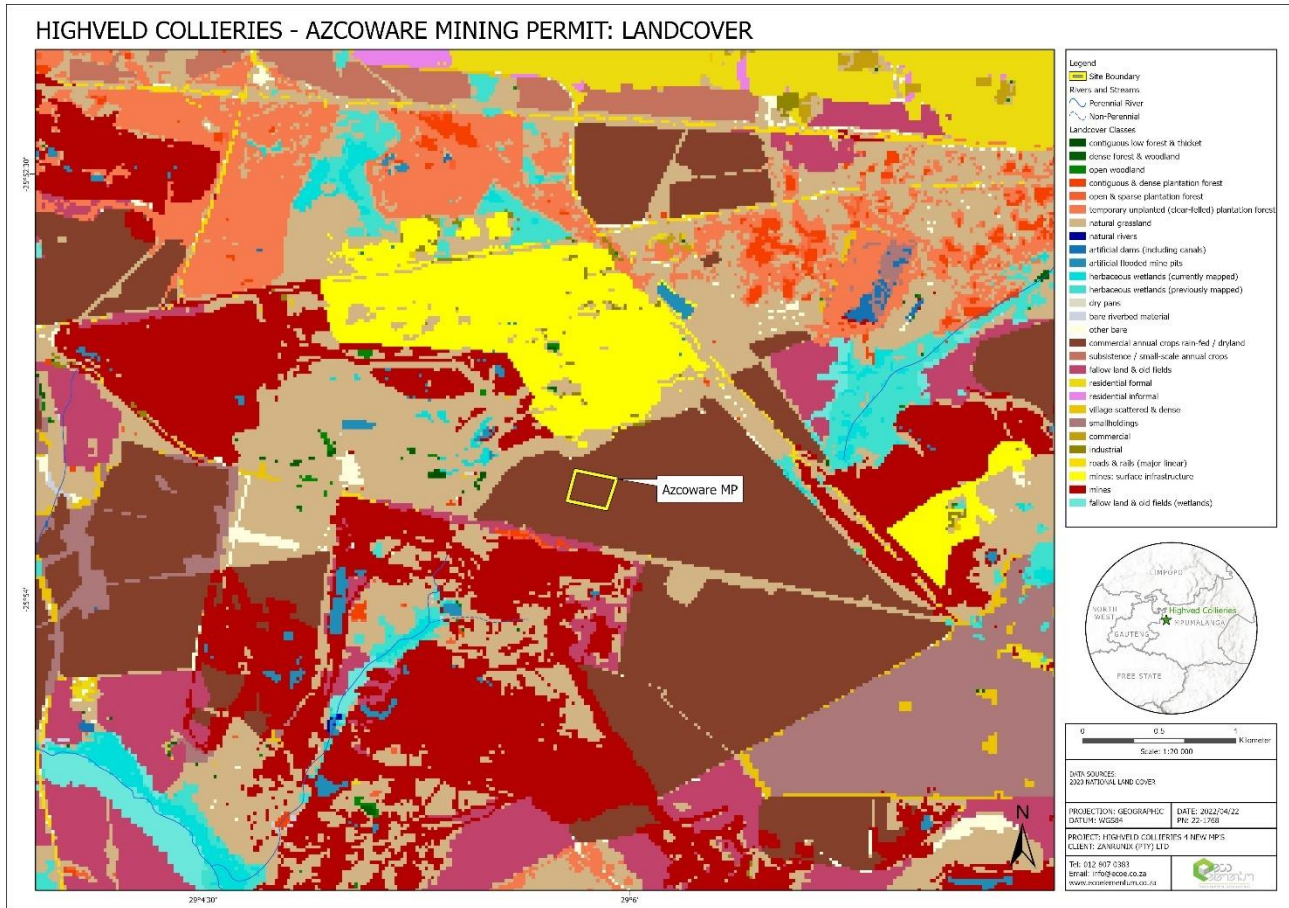 HIGHVELD COLLIERIES - AZCOWARE MINING PERMIT: LANDCOVER
Legend
Site Boundary
Rivers and Streams
Perennial River
Non-Perennial
Landcover Classes
contiguous low forest & thicket
dense forest & woodland
open woodland
contiguous & dense plantation forest
open & sparse plantation forest
temporary unplanted (clear-felled) plantation forest
natural grassland
natural rivers
artificial dams (including canals)
artificial flooded mine pits
herbaceous wetlands (currently mapped)
herbaceous wetlands (previously mapped)
dry pans
bare riverbed material
other bare
commercial annual crops rain-fed / dryland
subsistence / small-scale annual crops
fallow land & old fields
residential formal
residential informal
village scattered & dense
smallholdings
commercial
industrial
roads & rails (major linear)
mines: surface infrastructure
mines
fallow land & old fields (wetlands)
-25°52'30"
-25°54'
Azcoware MP
29°4'30"
29°6'
N
LIMPOPO
NORTH WEST
Highved Collieries
MPUMALANGA
GAUTENG
FREE STATE
0 0.5 1
Kilometer
Scale: 1:20 000
DATA SOURCES:
2020 NATIONAL LAND COVER
PROJECTION: GEOGRAPHIC
DATUM: WGS84
DATE: 2022/04/22
PN: 22-1768
PROJECT: HIGHVELD COLLIERIES 4 NEW MP'S
CLIENT: ZANRUNIX (PTY) LTD
Tel: 012 807 0383
Email: info@ecoe.co.za
www.ecoelementum.co.za
eco
elementum